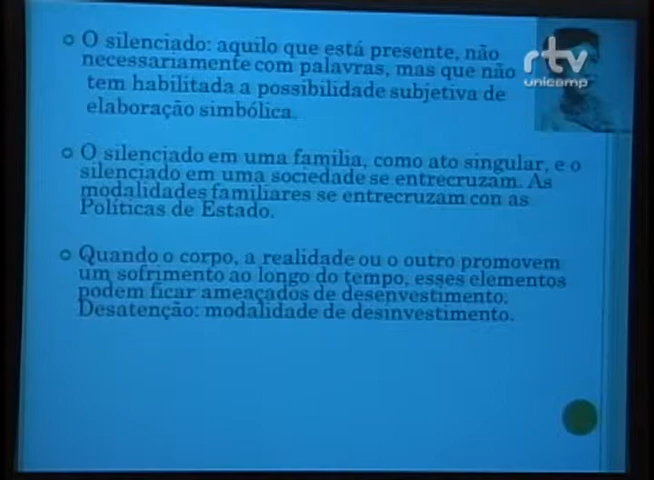 O silenciado: aquilo que está presente, não
necessariamente com palavras, mas que não
tem habilitada a possibilidade subjetiva de
elaboração simbólica.
rtv
unicamp
O silenciado em uma familia, como ato singular, e o
silenciado em uma sociedade se entrecruzam. As
modalidades familiares se entrecruzam con as
Políticas de Estado.
Quando o corpo, a realidade ou o outro promovem
um sofrimento ao longo do tempo, esses elementos
podem ficar ameaçados de desenvestimento.
Desatenção: modalidade de desinvestimento.